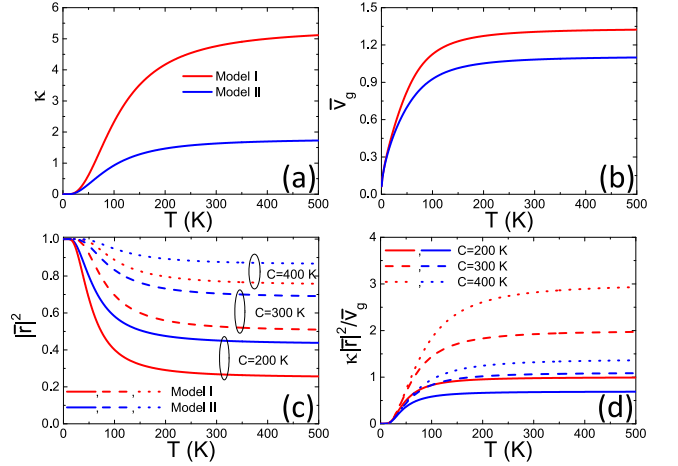 6
5
4
3
2
1
0
κ
Model I
Model II
(a)
0 100 200 300 400 500
T (K)
1.5
1.2
0.9
0.6
0.3
0.0
v̅g
(b)
0 100 200 300 400 500
T (K)
1.0
0.8
0.6
0.4
0.2
0.0
|r̅|²
C=400 K
C=300 K
C=200 K
, , Model I
, , Model II
(c)
0 100 200 300 400 500
T (K)
4
3
2
1
0
κ|r̅|²/v̅g
, C=200 K
, C=300 K
, C=400 K
(d)
0 100 200 300 400 500
T (K)